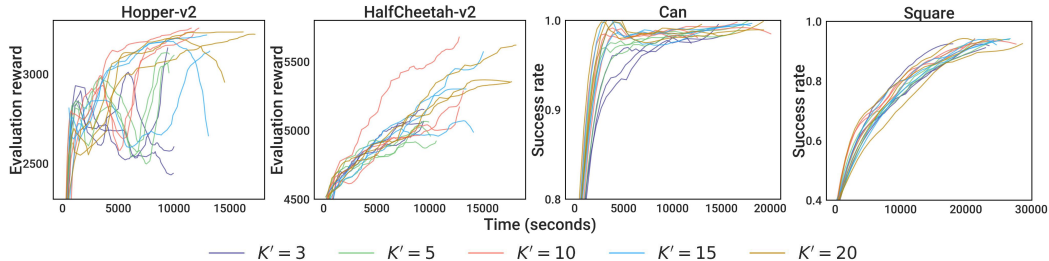 Hopper-v2
HalfCheetah-v2
Can
Square
Evaluation reward
3000
2500
0 5000 10000 15000
Evaluation reward
5500
5000
4500
0 5000 10000 15000
Success rate
1.0
0.9
0.8
0 5000 10000 15000 20000
Success rate
1.0
0.8
0.6
0.4
0 10000 20000 30000
Time (seconds)
K′ = 3 K′ = 5 K′ = 10 K′ = 15 K′ = 20